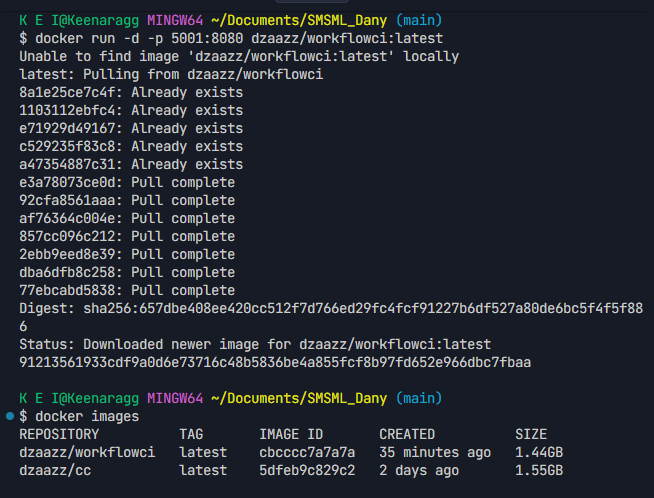 K E I@Keenaragg MINGW64 ~/Documents/SMSML_Dany (main)
$ docker run -d -p 5001:8080 dzaazz/workflowci:latest
Unable to find image 'dzaazz/workflowci:latest' locally
latest: Pulling from dzaazz/workflowci
8a1e25ce7c4f: Already exists
1103112ebfc4: Already exists
e71929d49167: Already exists
c529235f83c8: Already exists
a47354887c31: Already exists
e3a78073ce0d: Pull complete
92cfa8561aaa: Pull complete
af76364c004e: Pull complete
857cc096c212: Pull complete
2ebb9eed8e39: Pull complete
dba6dfb8c258: Pull complete
77ebcabd5838: Pull complete
Digest: sha256:657dbe408ee420cc512f7d766ed29fc4fcf91227b6df527a80de6bc5f4f5f88
6
Status: Downloaded newer image for dzaazz/workflowci:latest
91213561933cdf9a0d6e73716c48b5836be4a855fcf8b97fd652e966dbc7fbaa
K E I@Keenaragg MINGW64 ~/Documents/SMSML_Dany (main)
$ docker images
REPOSITORY TAG IMAGE ID CREATED SIZE
dzaazz/workflowci latest cbcccc7a7a7a 35 minutes ago 1.44GB
dzaazz/cc latest 5dfeb9c829c2 2 days ago 1.55GB